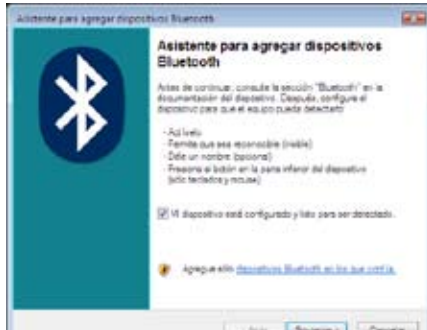 Asistente para agregar dispositivos Bluetooth
Asistente para agregar dispositivos
Bluetooth
Antes de continuar, consulte la sección "Bluetooth" en la
documentación del dispositivo. Después, configure el
dispositivo para que el equipo pueda detectarlo:
- Actívelo
- Permita que sea reconocible (visible)
- Déle un nombre (opcional)
- Presione el botón en la parte inferior del dispositivo
(sólo teclados y mouse)
Mi dispositivo está configurado y listo para ser detectado.
Agregue sólo dispositivos Bluetooth en los que confía.
< Atrás Siguiente > Cancelar